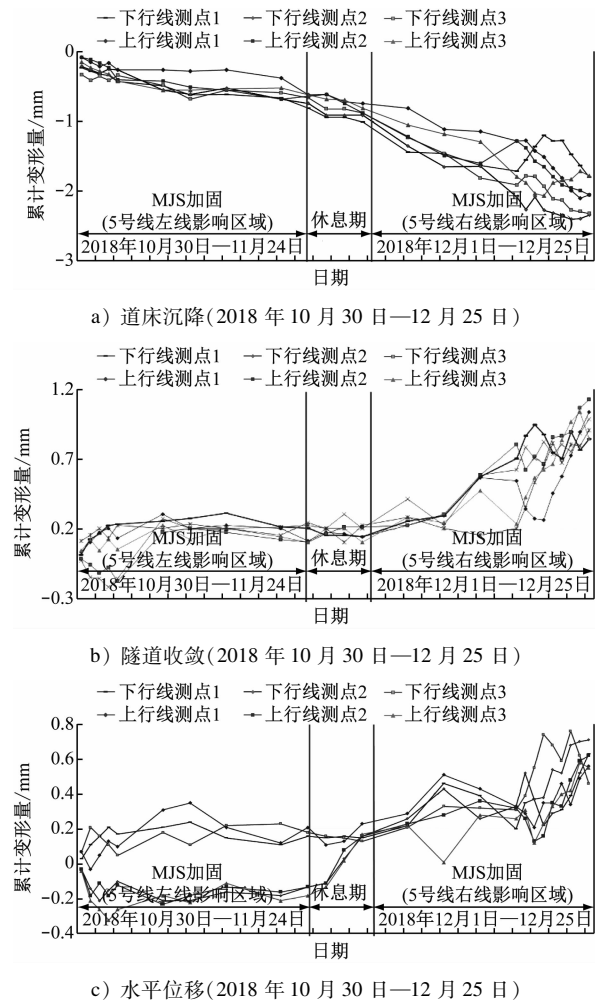 下行线测点1 下行线测点2 下行线测点3
上行线测点1 上行线测点2 上行线测点3
0
-1
-2
-3
累计变形量/mm
MJS加固
(5号线左线影响区域)
2018年10月30日—11月24日
休息期
MJS加固
(5号线右线影响区域)
2018年12月1日—12月25日
日期
a) 道床沉降(2018 年 10 月 30 日—12 月 25 日)
下行线测点1 下行线测点2 下行线测点3
上行线测点1 上行线测点2 上行线测点3
1.2
0.7
0.2
-0.3
累计变形量/mm
MJS加固
(5号线左线影响区域)
2018年10月30日—11月24日
休息期
MJS加固
(5号线右线影响区域)
2018年12月1日—12月25日
日期
b) 隧道收敛(2018 年 10 月 30 日—12 月 25 日)
下行线测点1 下行线测点2 下行线测点3
上行线测点1 上行线测点2 上行线测点3
0.8
0.6
0.4
0.2
0
-0.2
-0.4
累计变形量/mm
MJS加固
(5号线左线影响区域)
2018年10月30日—11月24日
休息期
MJS加固
(5号线右线影响区域)
2018年12月1日—12月25日
日期
c) 水平位移(2018 年 10 月 30 日—12 月 25 日)